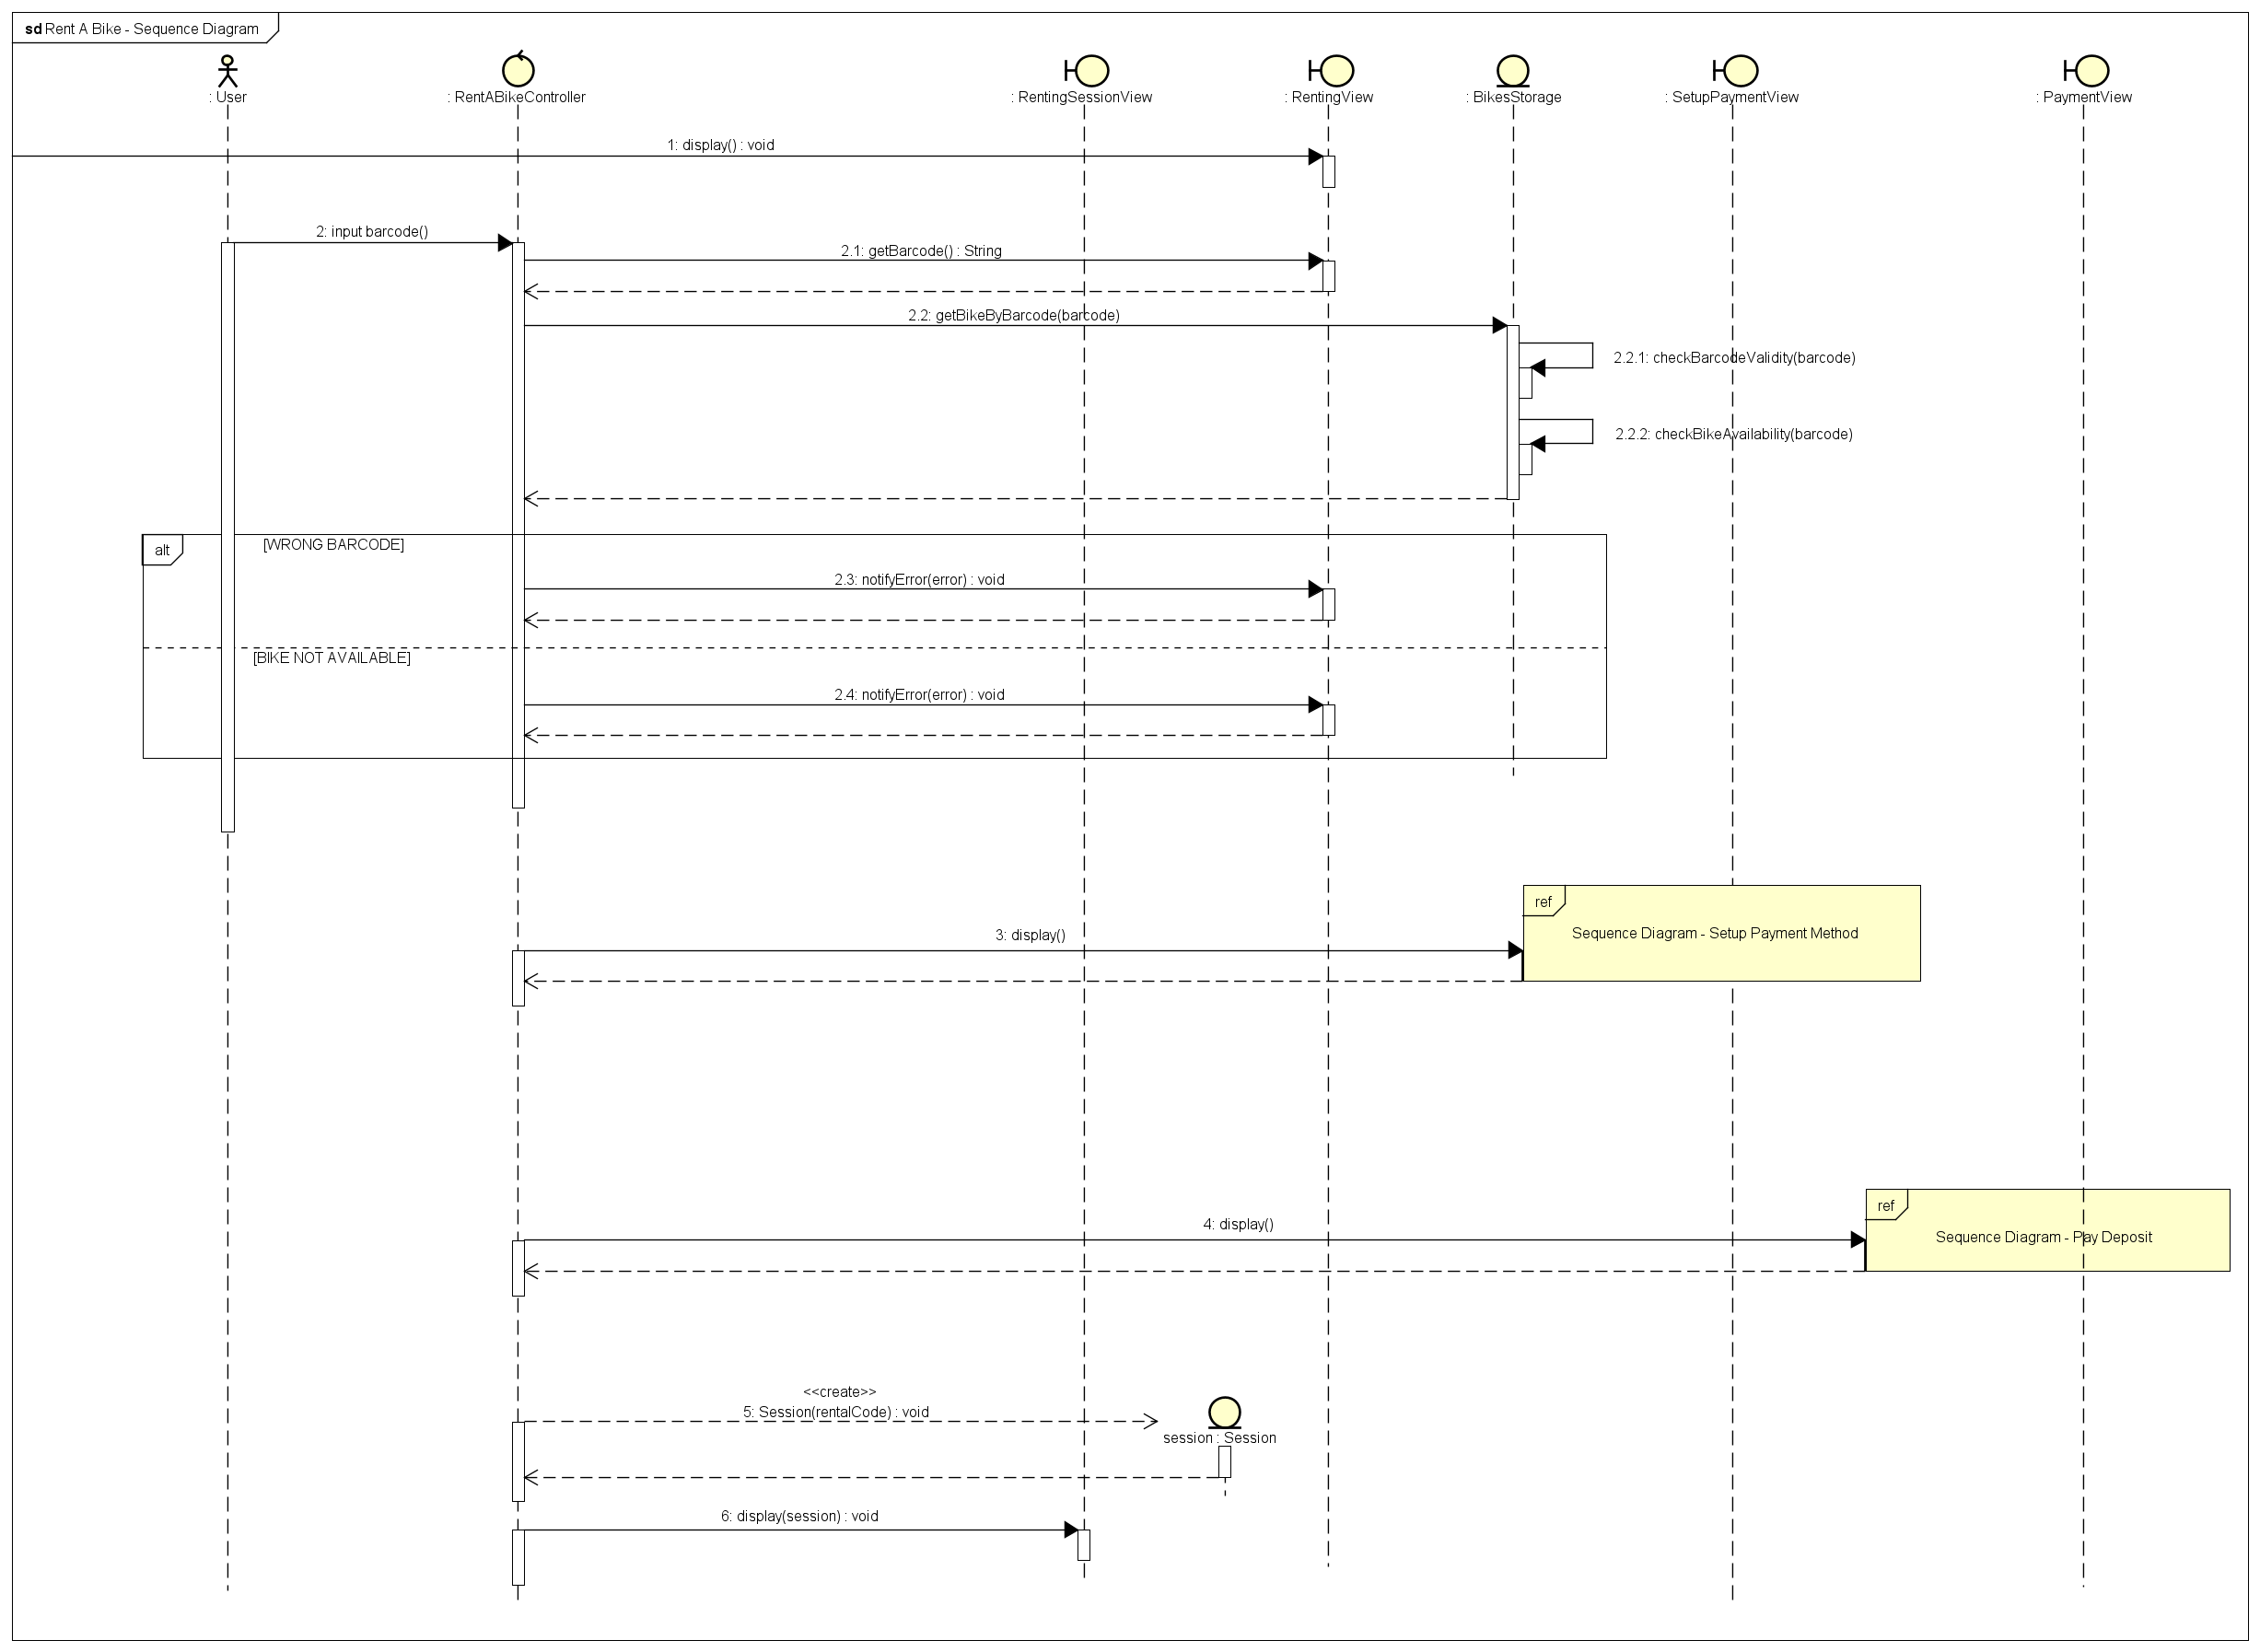 sd Rent A Bike - Sequence Diagram
: User
: RentABikeController
: RentingSessionView
: RentingView
: BikesStorage
: SetupPaymentView
: PaymentView
1: display() : void
2: input barcode()
2.1: getBarcode() : String
2.2: getBikeByBarcode(barcode)
2.2.1: checkBarcodeValidity(barcode)
2.2.2: checkBikeAvailability(barcode)
alt
[WRONG BARCODE]
2.3: notifyError(error) : void
[BIKE NOT AVAILABLE]
2.4: notifyError(error) : void
ref
Sequence Diagram - Setup Payment Method
3: display()
ref
Sequence Diagram - Pay Deposit
4: display()
<<create>>
5: Session(rentalCode) : void
session : Session
6: display(session) : void